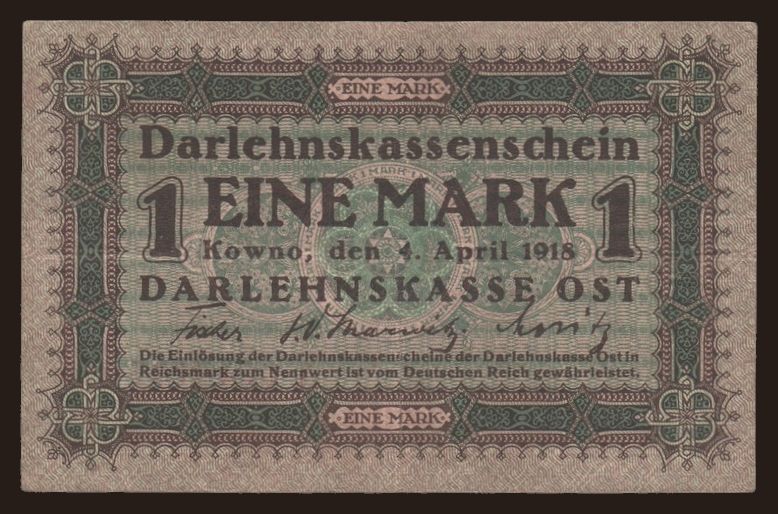 EINE MARK
Darlehnskassenschein
1 EINE MARK 1
Kowno, den 4. April 1918
DARLEHNSKASSE OST
Fischer
Die Einlösung der Darlehnskassenscheine der Darlehnskasse Ost in
Reichsmark zum Nennwert ist vom Deutschen Reich gewährleistet.
EINE MARK